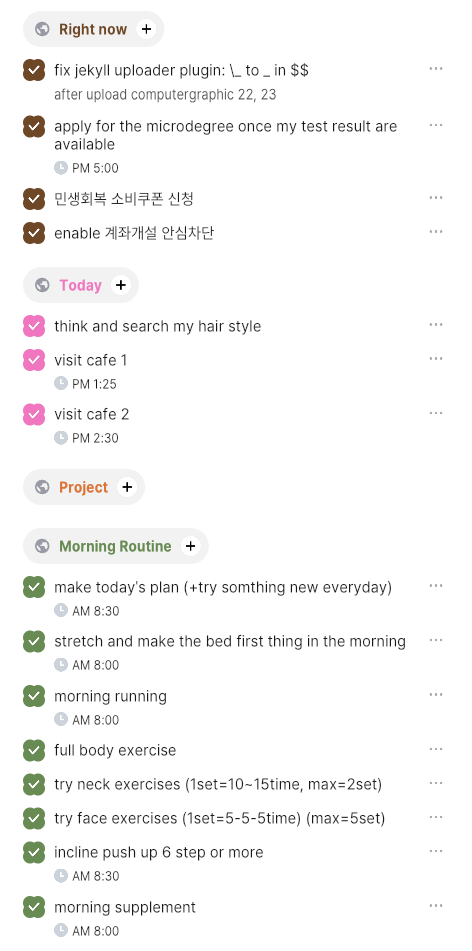 Right now +
fix jekyll uploader plugin: \_ to _ in $$
after upload computergraphic 22, 23
apply for the microdegree once my test result are
available
PM 5:00
민생회복 소비쿠폰 신청
enable 계좌개설 안심차단
Today +
think and search my hair style
visit cafe 1
PM 1:25
visit cafe 2
PM 2:30
Project +
Morning Routine +
make today's plan (+try somthing new everyday)
AM 8:30
stretch and make the bed first thing in the morning
AM 8:00
morning running
AM 8:00
full body exercise
try neck exercises (1set=10~15time, max=2set)
try face exercises (1set=5-5-5time) (max=5set)
incline push up 6 step or more
AM 8:30
morning supplement
AM 8:00